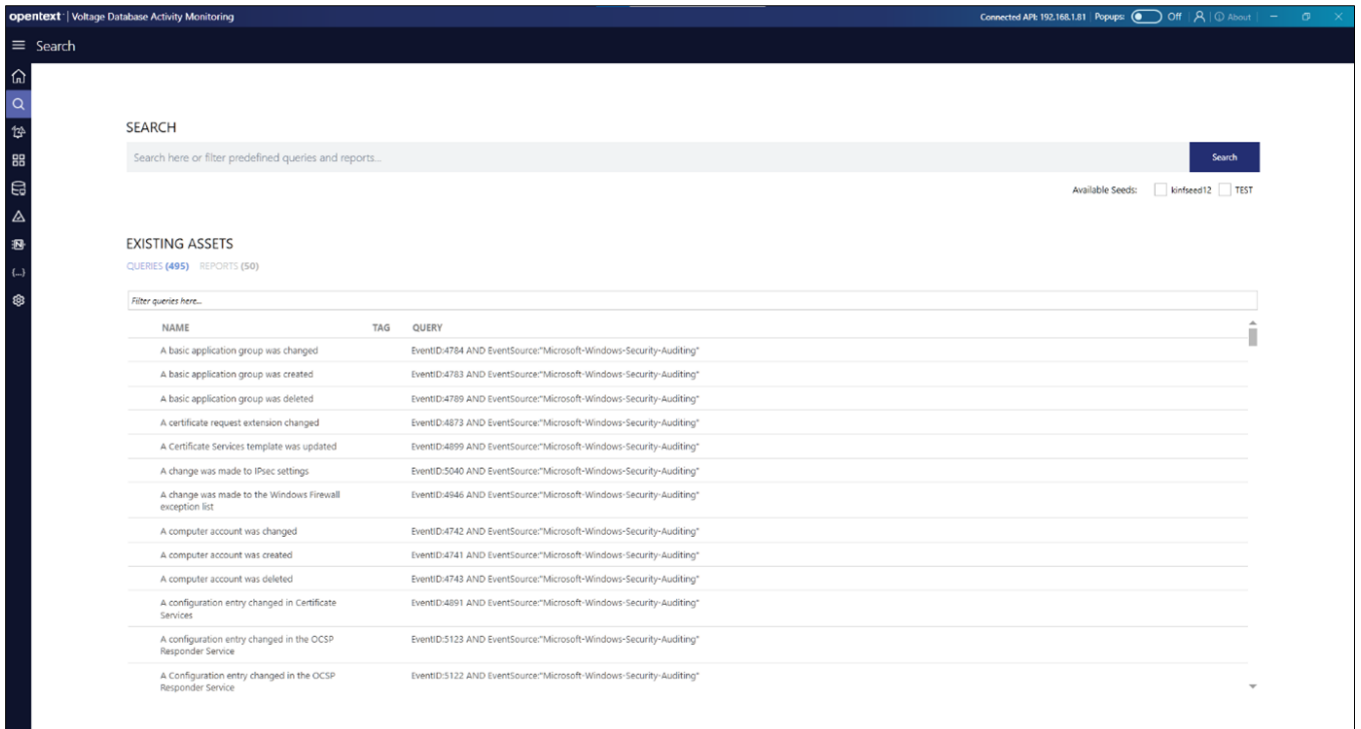 opentext | Voltage Database Activity Monitoring
Connected API: 192.168.1.81 | Popups: Off | About
Search
SEARCH
Search here or filter predefined queries and reports...
Search
Available Seeds: kinfseed12 TEST
EXISTING ASSETS
QUERIES (495) REPORTS (50)
Filter queries here...
NAME TAG QUERY
A basic application group was changed EventID:4784 AND EventSource:"Microsoft-Windows-Security-Auditing"
A basic application group was created EventID:4783 AND EventSource:"Microsoft-Windows-Security-Auditing"
A basic application group was deleted EventID:4789 AND EventSource:"Microsoft-Windows-Security-Auditing"
A certificate request extension changed EventID:4873 AND EventSource:"Microsoft-Windows-Security-Auditing"
A Certificate Services template was updated EventID:4899 AND EventSource:"Microsoft-Windows-Security-Auditing"
A change was made to IPsec settings EventID:5040 AND EventSource:"Microsoft-Windows-Security-Auditing"
A change was made to the Windows Firewall EventID:4946 AND EventSource:"Microsoft-Windows-Security-Auditing"
exception list
A computer account was changed EventID:4742 AND EventSource:"Microsoft-Windows-Security-Auditing"
A computer account was created EventID:4741 AND EventSource:"Microsoft-Windows-Security-Auditing"
A computer account was deleted EventID:4743 AND EventSource:"Microsoft-Windows-Security-Auditing"
A configuration entry changed in Certificate EventID:4891 AND EventSource:"Microsoft-Windows-Security-Auditing"
Services
A configuration entry changed in the OCSP EventID:5123 AND EventSource:"Microsoft-Windows-Security-Auditing"
Responder Service
A Configuration entry changed in the OCSP EventID:5122 AND EventSource:"Microsoft-Windows-Security-Auditing"
Responder Service